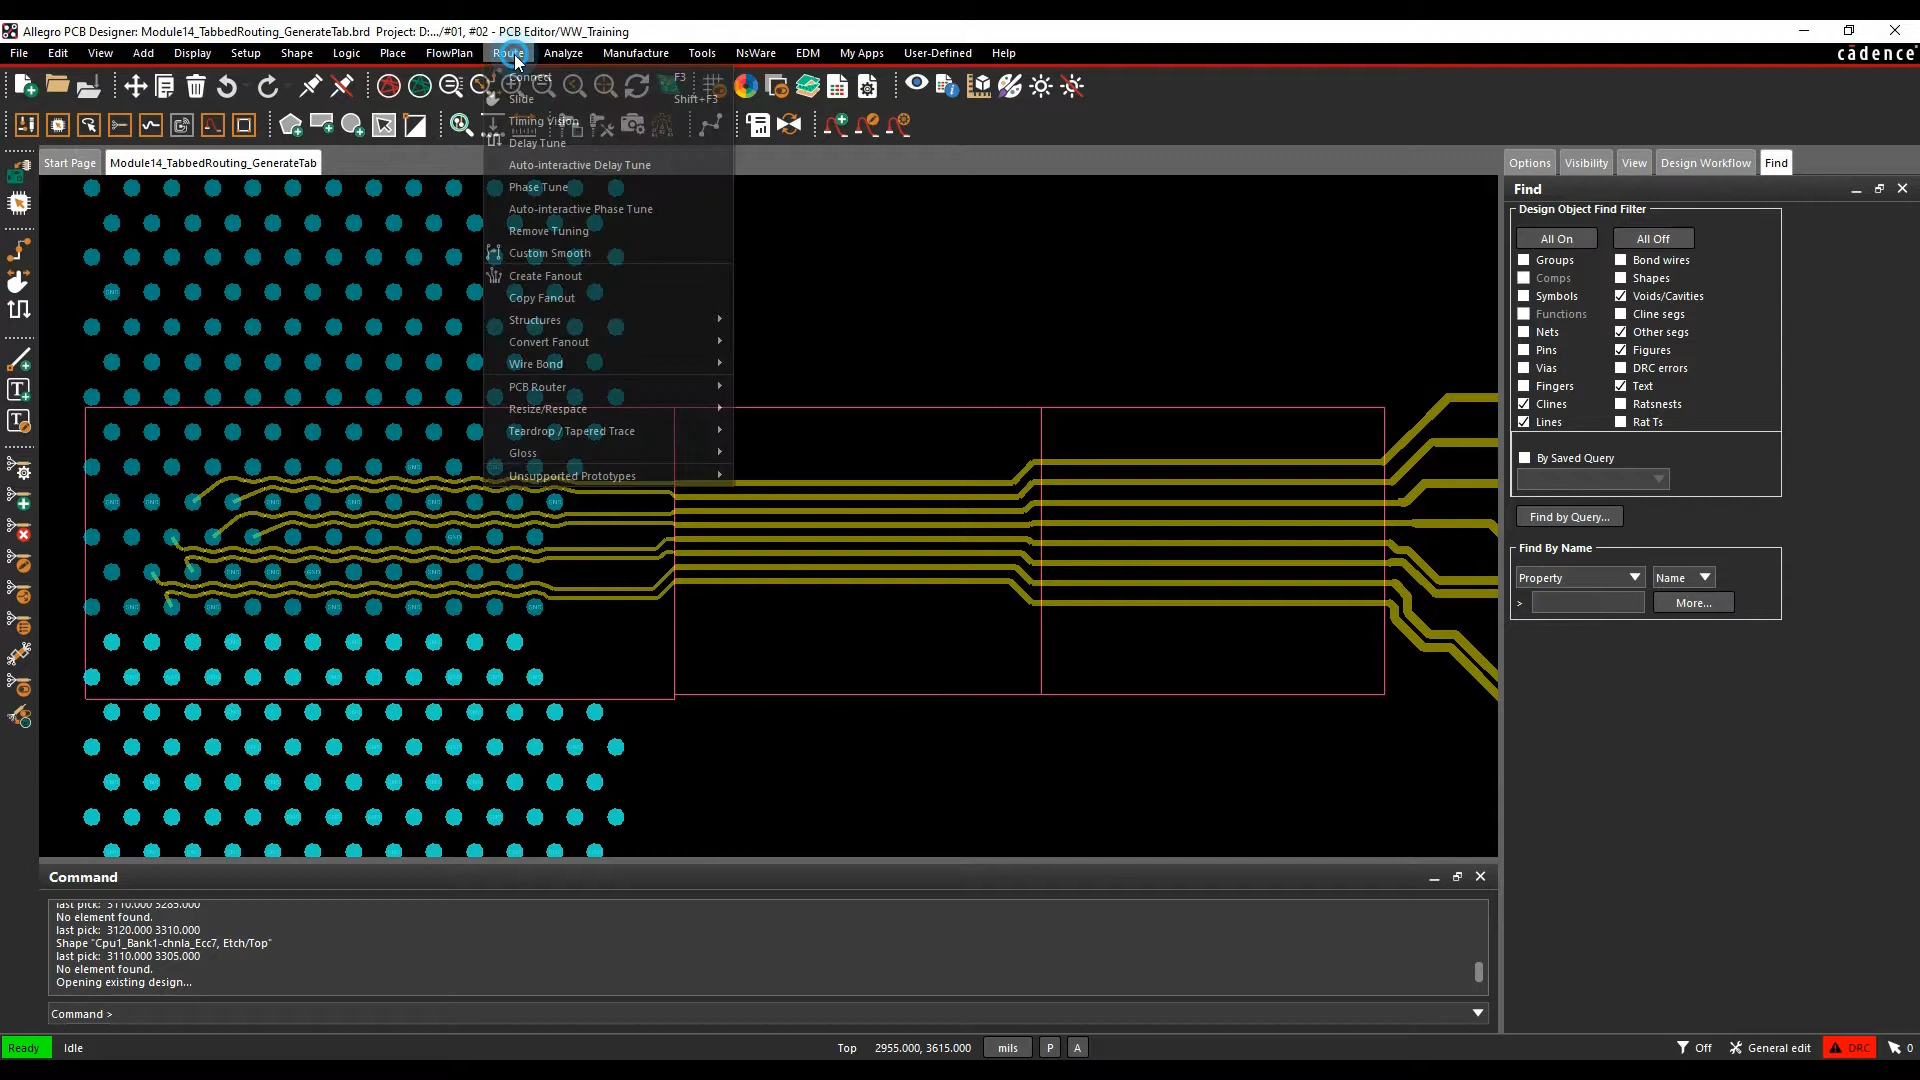 Allegro PCB Designer: Module14_TabbedRouting_GenerateTab.brd  Project: D:.../#01, #02 - PCB Editor/WW_Training
File Edit View Add Display Setup Shape Logic Place FlowPlan Route Analyze Manufacture Tools NsWare EDM My Apps User-Defined Help
cādence
Connect F3
Slide Shift+F3
Timing Vision
Delay Tune
Auto-interactive Delay Tune
Phase Tune
Auto-interactive Phase Tune
Remove Tuning
Custom Smooth
Create Fanout
Copy Fanout
Structures
Convert Fanout
Wire Bond
PCB Router
Resize/Respace
Teardrop / Tapered Trace
Gloss
Unsupported Prototypes
Start Page Module14_TabbedRouting_GenerateTab
Options Visibility View Design Workflow Find
Find
Design Object Find Filter
All On All Off
Groups Bond wires
Comps Shapes
Symbols Voids/Cavities
Functions Cline segs
Nets Other segs
Pins Figures
Vias DRC errors
Fingers Text
Clines Ratsnests
Lines Rat Ts
By Saved Query
Find by Query...
Find By Name
Property Name
> More...
Command
last pick:  3110.000 3285.000
No element found.
last pick:  3120.000 3310.000
Shape "Cpu1_Bank1-chnla_Ecc7, Etch/Top"
last pick:  3110.000 3305.000
No element found.
Opening existing design...
Command >
Ready Idle Top 2955.000, 3615.000 mils P A Off General edit DRC 0